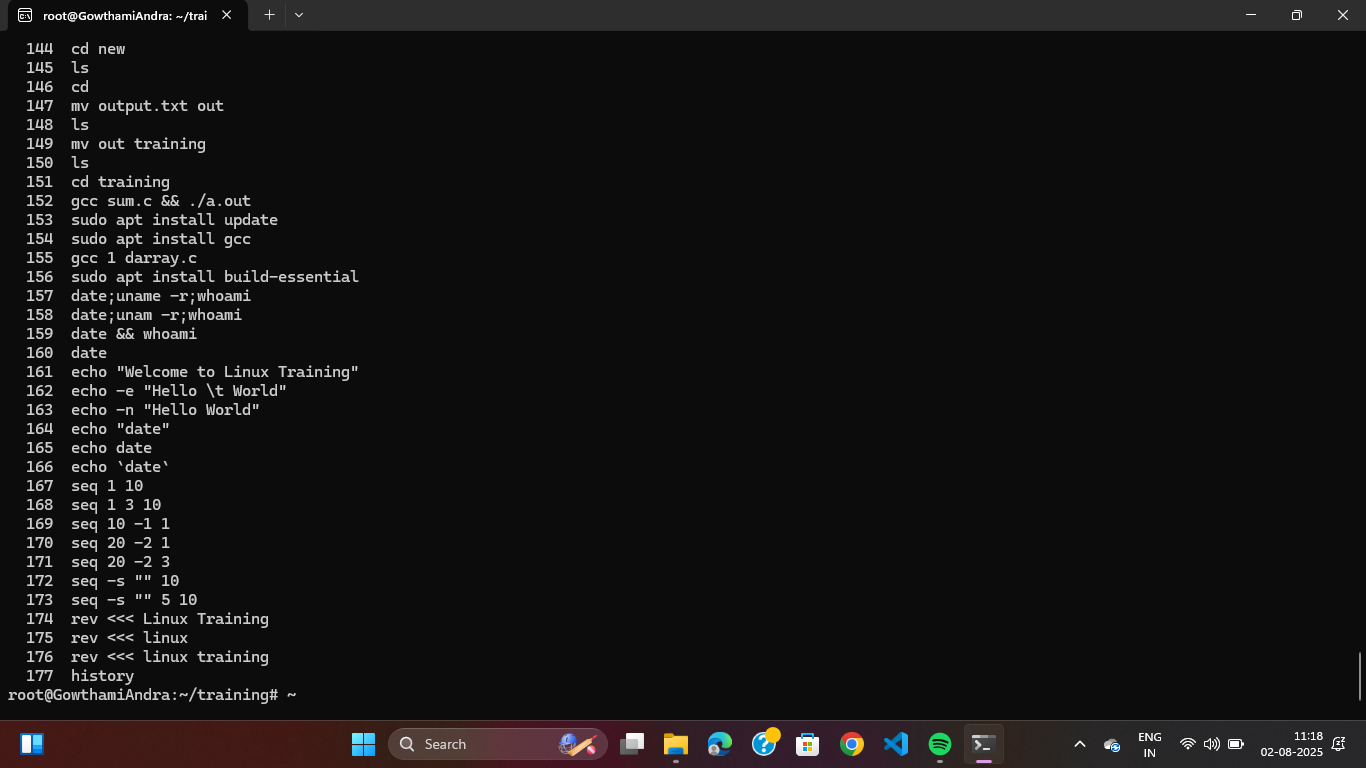 root@GowthamiAndra: ~/trai
144 cd new
145 ls
146 cd
147 mv output.txt out
148 ls
149 mv out training
150 ls
151 cd training
152 gcc sum.c && ./a.out
153 sudo apt install update
154 sudo apt install gcc
155 gcc 1 darray.c
156 sudo apt install build-essential
157 date;uname -r;whoami
158 date;unam -r;whoami
159 date && whoami
160 date
161 echo "Welcome to Linux Training"
162 echo -e "Hello \t World"
163 echo -n "Hello World"
164 echo "date"
165 echo date
166 echo `date`
167 seq 1 10
168 seq 1 3 10
169 seq 10 -1 1
170 seq 20 -2 1
171 seq 20 -2 3
172 seq -s "" 10
173 seq -s "" 5 10
174 rev <<< Linux Training
175 rev <<< linux
176 rev <<< linux training
177 history
root@GowthamiAndra:~/training# ~
Search
ENG
IN
11:18
02-08-2025